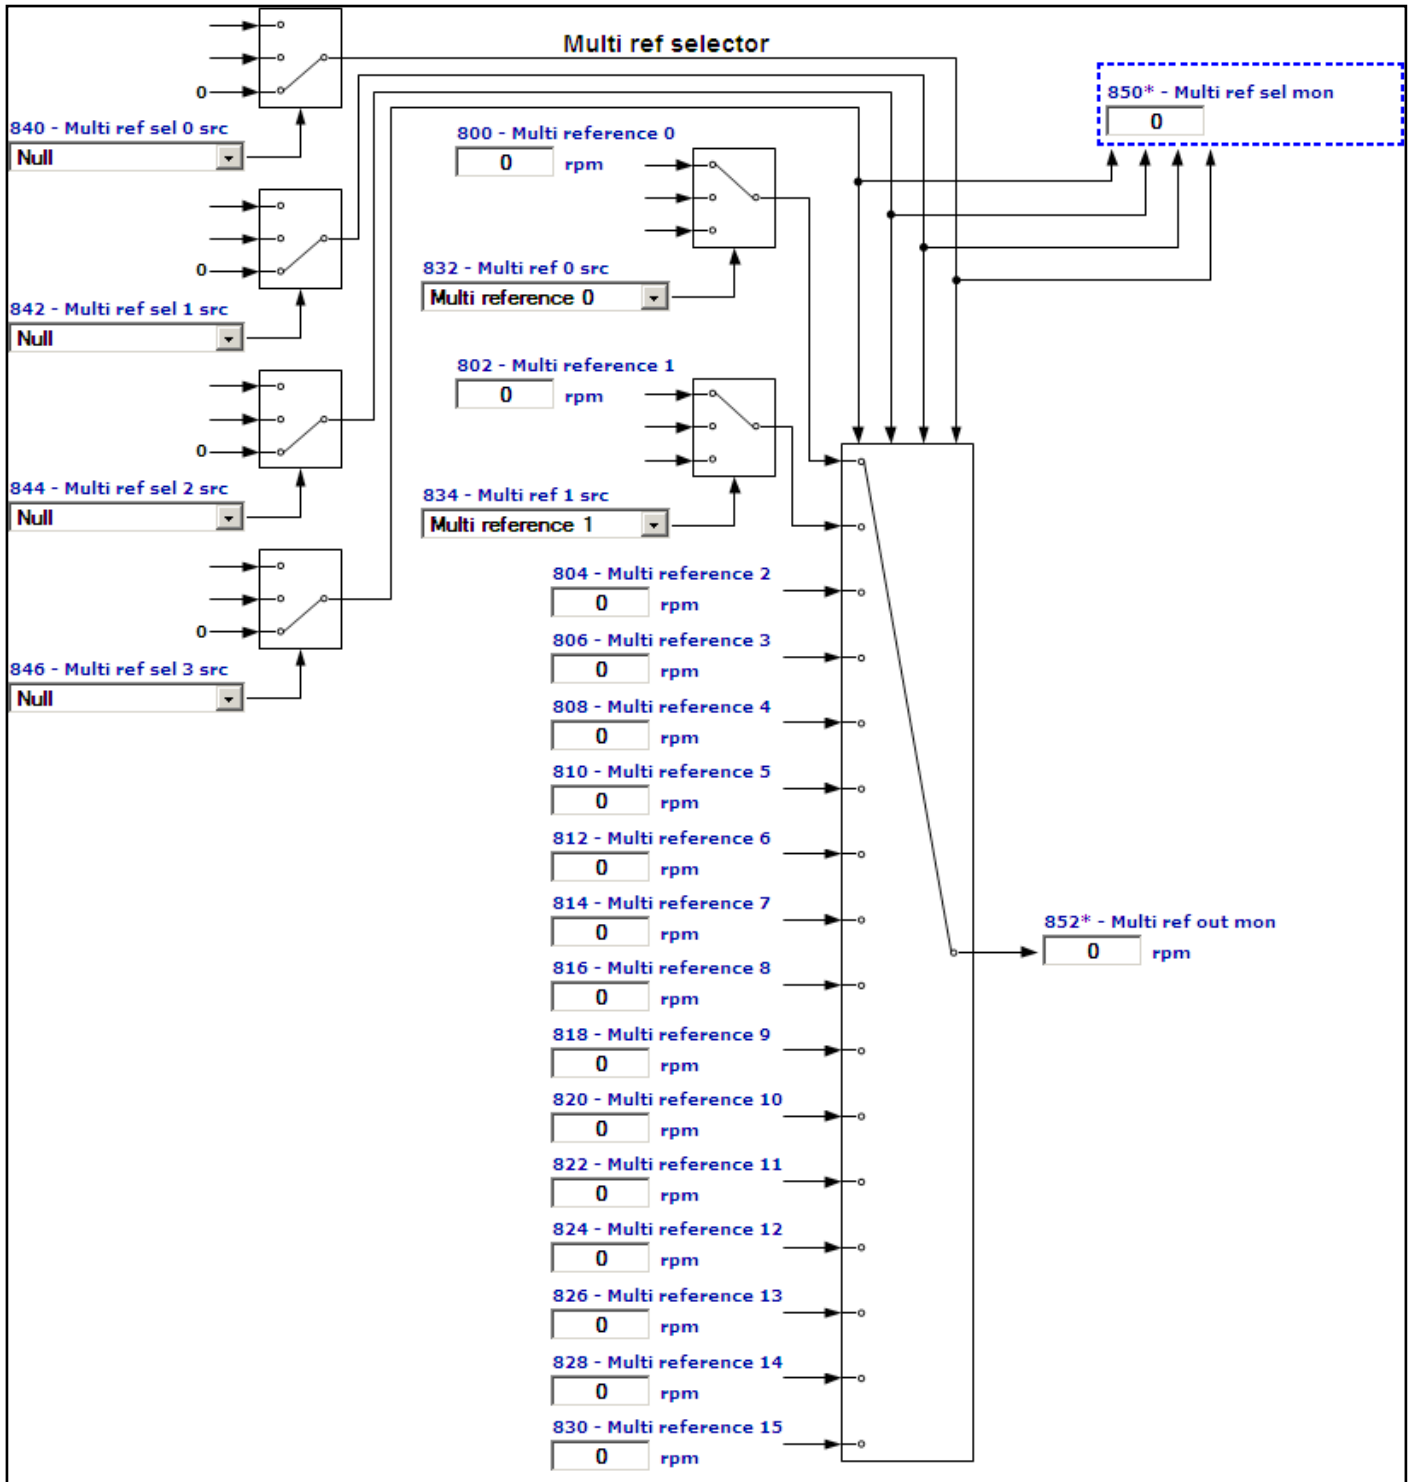 Multi ref selector
0
840 - Multi ref sel 0 src
Null
0
842 - Multi ref sel 1 src
Null
0
844 - Multi ref sel 2 src
Null
0
846 - Multi ref sel 3 src
Null
800 - Multi reference 0
0 rpm
832 - Multi ref 0 src
Multi reference 0
802 - Multi reference 1
0 rpm
834 - Multi ref 1 src
Multi reference 1
804 - Multi reference 2
0 rpm
806 - Multi reference 3
0 rpm
808 - Multi reference 4
0 rpm
810 - Multi reference 5
0 rpm
812 - Multi reference 6
0 rpm
814 - Multi reference 7
0 rpm
816 - Multi reference 8
0 rpm
818 - Multi reference 9
0 rpm
820 - Multi reference 10
0 rpm
822 - Multi reference 11
0 rpm
824 - Multi reference 12
0 rpm
826 - Multi reference 13
0 rpm
828 - Multi reference 14
0 rpm
830 - Multi reference 15
0 rpm
850* - Multi ref sel mon
0
852* - Multi ref out mon
0 rpm